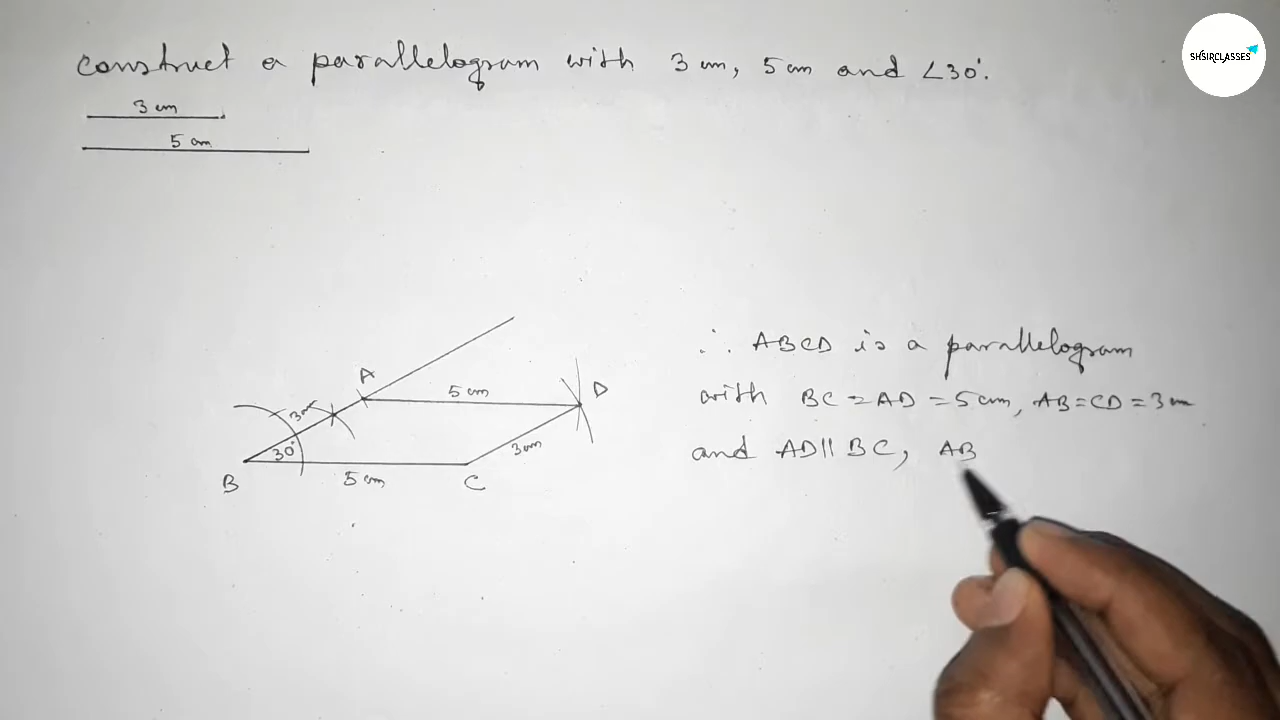 construct a parallelogram with 3 cm, 5 cm and ∠30°.
SHSIRCLASSES
3 cm
5 cm
A
5 cm
D
3cm
30°
3cm
B
5 cm
C
∴ ABCD is a parallelogram
with BC = AD = 5 cm, AB = CD = 3 cm
and AD || BC, AB